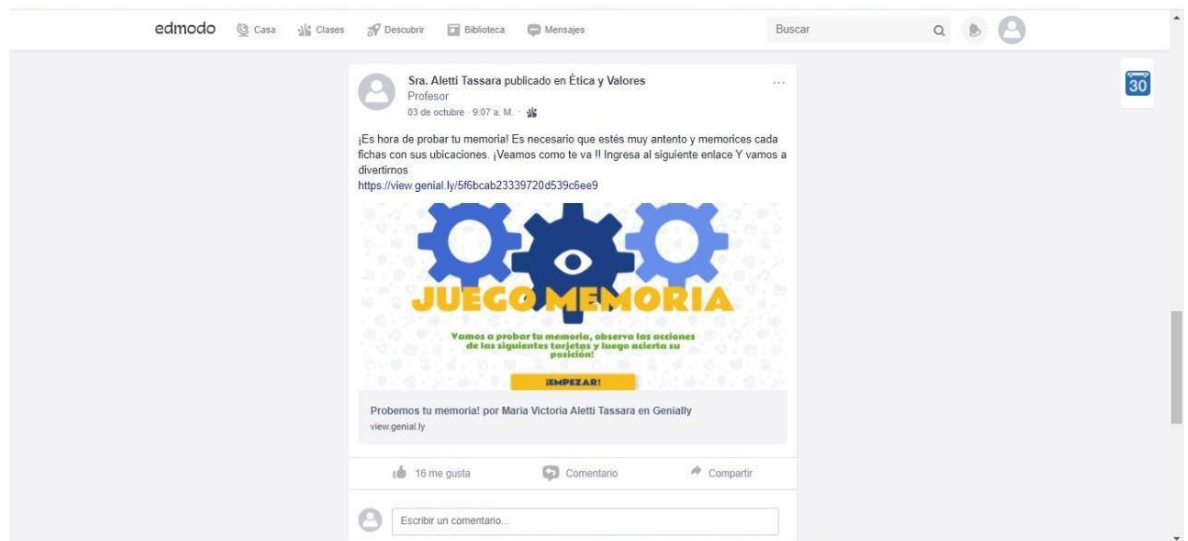 edmodo Casa Clases Descubrir Biblioteca Mensajes Buscar
30
Sra. Aletti Tassara publicado en Ética y Valores ...
Profesor
03 de octubre · 9:07 a. M. ·
¡Es hora de probar tu memoria! Es necesario que estés muy antento y memorices cada
fichas con sus ubicaciones. ¡Veamos como te va !! Ingresa al siguiente enlace Y vamos a
divertirnos
https://view.genial.ly/5f6bcab23339720d539c6ee9
JUEGO MEMORIA
Vamos a probar tu memoria, observa las acciones
de las siguientes tarjetas y luego acierta su
posición!
¡EMPEZAR!
Probemos tu memoria! por Maria Victoria Aletti Tassara en Genially
view.genial.ly
16 me gusta Comentario Compartir
Escribir un comentario...